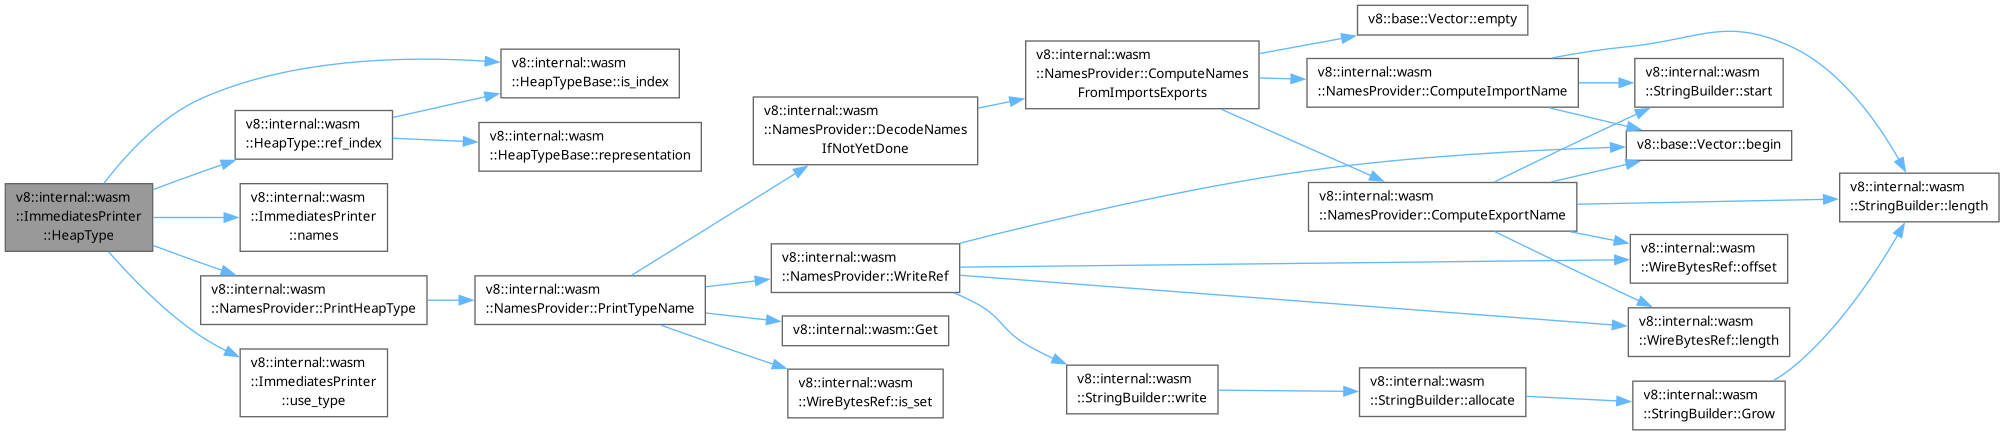 v8::internal::wasm
::ImmediatesPrinter
::HeapType
v8::internal::wasm
::HeapTypeBase::is_index
v8::internal::wasm
::HeapType::ref_index
v8::internal::wasm
::HeapTypeBase::representation
v8::internal::wasm
::ImmediatesPrinter
::names
v8::internal::wasm
::NamesProvider::PrintHeapType
v8::internal::wasm
::ImmediatesPrinter
::use_type
v8::internal::wasm
::NamesProvider::PrintTypeName
v8::internal::wasm
::NamesProvider::DecodeNames
IfNotYetDone
v8::internal::wasm
::NamesProvider::WriteRef
v8::internal::wasm::Get
v8::internal::wasm
::WireBytesRef::is_set
v8::internal::wasm
::NamesProvider::ComputeNames
FromImportsExports
v8::internal::wasm
::StringBuilder::write
v8::base::Vector::empty
v8::internal::wasm
::NamesProvider::ComputeImportName
v8::internal::wasm
::NamesProvider::ComputeExportName
v8::internal::wasm
::StringBuilder::allocate
v8::internal::wasm
::StringBuilder::start
v8::base::Vector::begin
v8::internal::wasm
::WireBytesRef::offset
v8::internal::wasm
::WireBytesRef::length
v8::internal::wasm
::StringBuilder::Grow
v8::internal::wasm
::StringBuilder::length